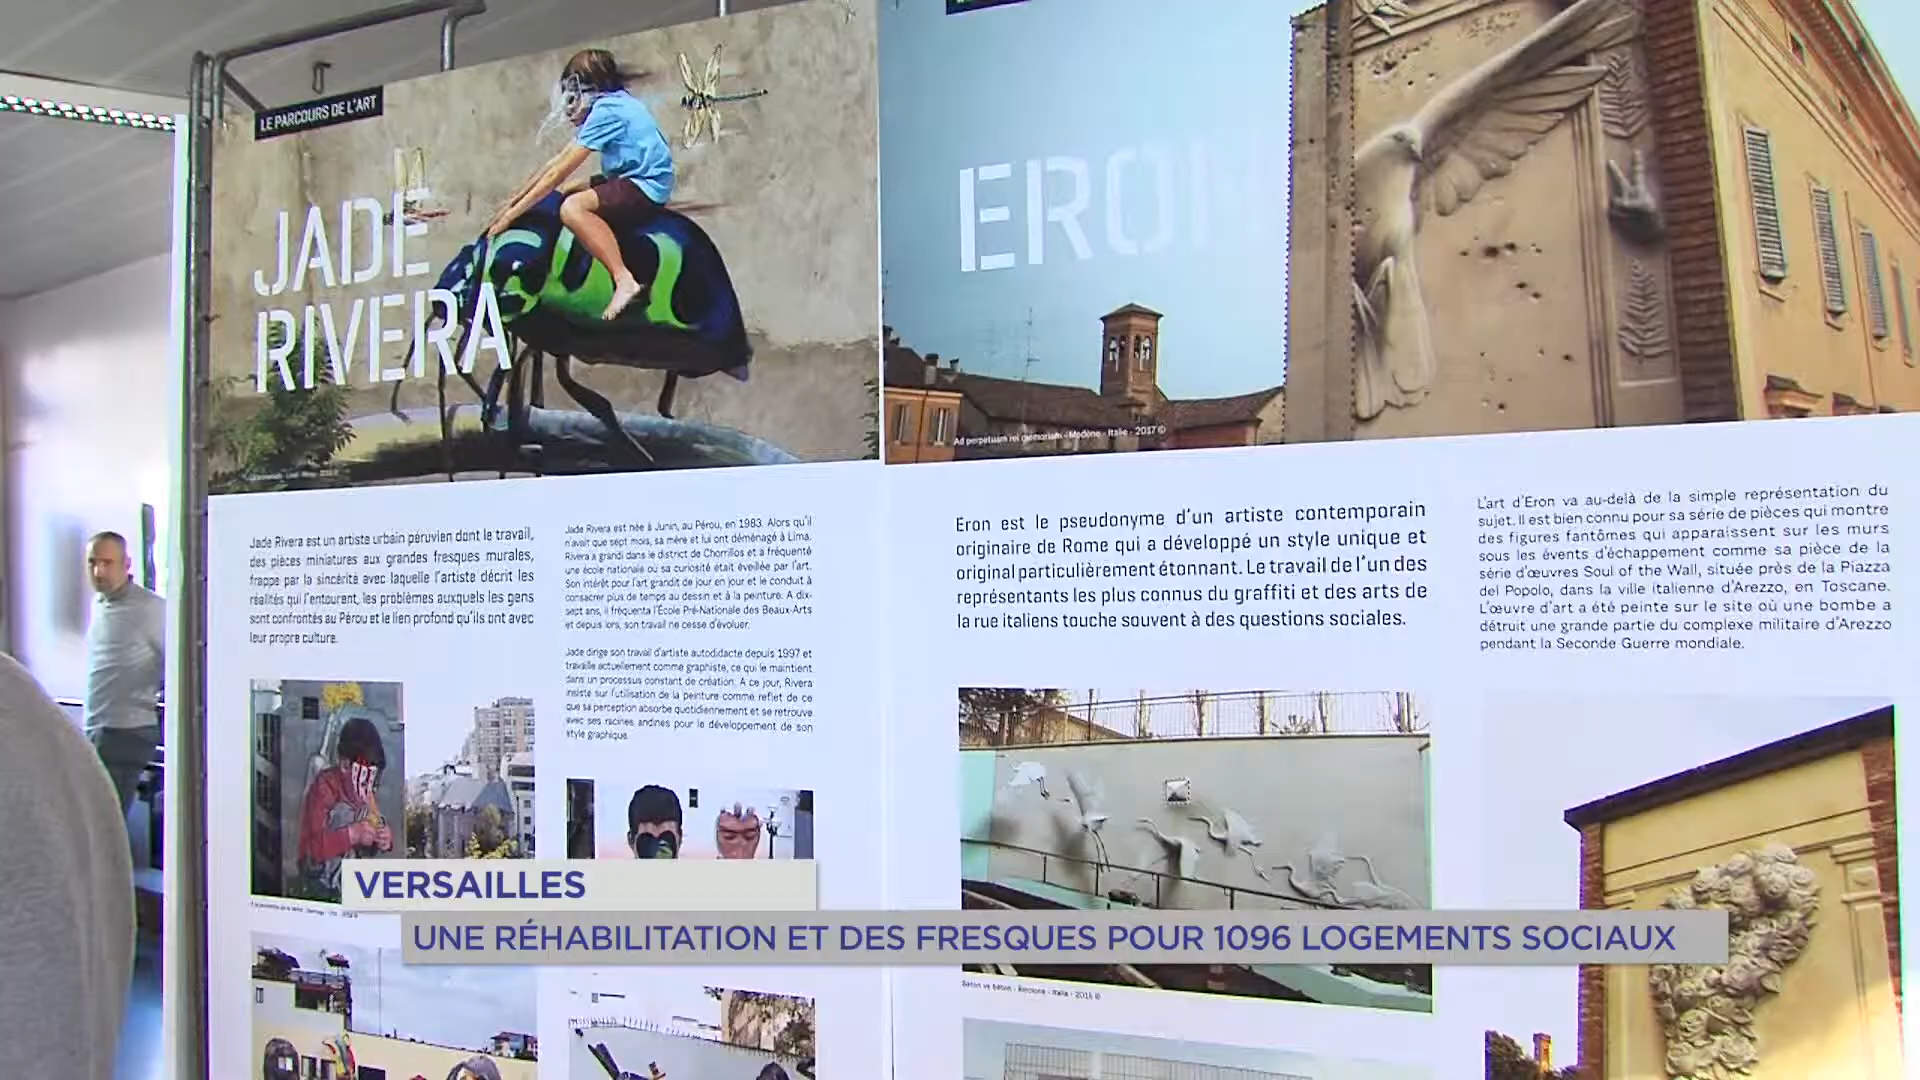 LE PARCOURS DE L'ART
JADE
RIVERA
ERON
Ad perpetuam rei memoriam - Modène - Italie - 2017 ©
Jade Rivera est un artiste urbain péruvien dont le travail,
des pièces miniatures aux grandes fresques murales,
frappe par la sincérité avec laquelle l'artiste décrit les
réalités qui l'entourent, les problèmes auxquels les gens
sont confrontés au Pérou et le lien profond qu'ils ont avec
leur propre culture.
Jade Rivera est née à Junin, au Pérou, en 1983. Alors qu'il
n'avait que sept mois, sa mère et lui ont déménagé à Lima.
Rivera a grandi dans le district de Chorrillos et a fréquenté
une école nationale où sa curiosité était éveillée par l'art.
Son intérêt pour l'art grandit de jour en jour et le conduit à
consacrer plus de temps au dessin et à la peinture. A dix-
sept ans, il fréquenta l'École Pré-Nationale des Beaux-Arts
et depuis lors, son travail ne cesse d'évoluer.
Jade dirige son travail d'artiste autodidacte depuis 1997 et
travaille actuellement comme graphiste, ce qui le maintient
dans un processus constant de création. A ce jour, Rivera
insiste sur l'utilisation de la peinture comme reflet de ce
que sa perception absorbe quotidiennement et se retrouve
avec ses racines andines pour le développement de son
style graphique.
Eron est le pseudonyme d'un artiste contemporain
originaire de Rome qui a développé un style unique et
original particulièrement étonnant. Le travail de l'un des
représentants les plus connus du graffiti et des arts de
la rue italiens touche souvent à des questions sociales.
L'art d'Eron va au-delà de la simple représentation du
sujet. Il est bien connu pour sa série de pièces qui montre
des figures fantômes qui apparaissent sur les murs
sous les évents d'échappement comme sa pièce de la
série d'œuvres Soul of the Wall, située près de la Piazza
del Popolo, dans la ville italienne d'Arezzo, en Toscane.
L'œuvre d'art a été peinte sur le site où une bombe a
détruit une grande partie du complexe militaire d'Arezzo
pendant la Seconde Guerre mondiale.
VERSAILLES
UNE RÉHABILITATION ET DES FRESQUES POUR 1096 LOGEMENTS SOCIAUX
Béton vs béton - Riccione - Italie - 2015 ©